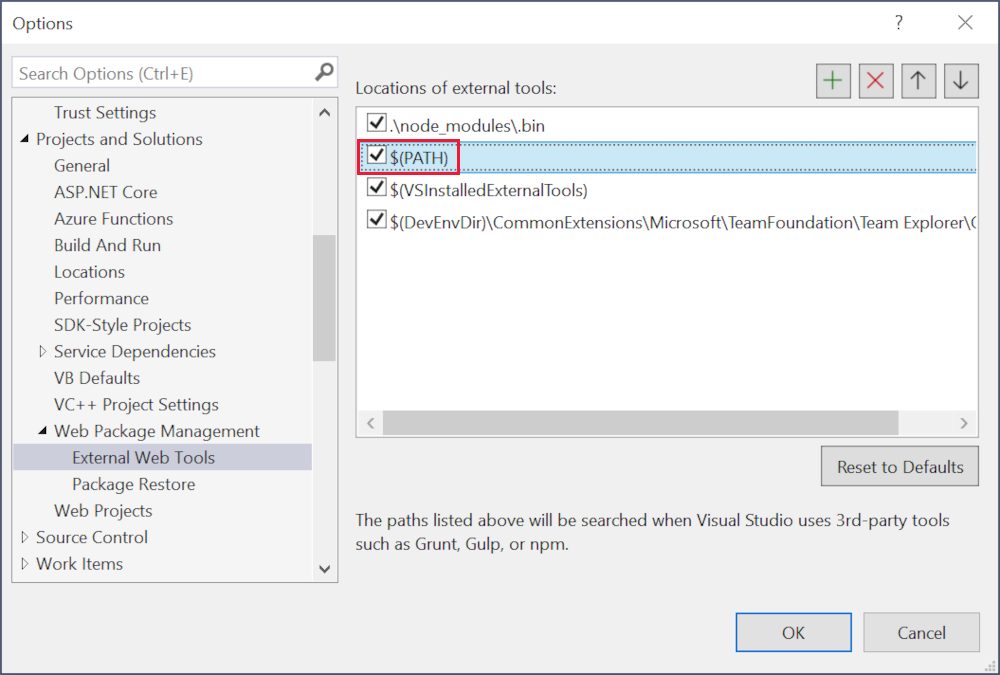 Options
?
Search Options (Ctrl+E)
Trust Settings
Projects and Solutions
General
ASP.NET Core
Azure Functions
Build And Run
Locations
Performance
SDK-Style Projects
Service Dependencies
VB Defaults
VC++ Project Settings
Web Package Management
External Web Tools
Package Restore
Web Projects
Source Control
Work Items
Locations of external tools:
.\node_modules\.bin
$(PATH)
$(VSInstalledExternalTools)
$(DevEnvDir)\CommonExtensions\Microsoft\TeamFoundation\Team Explorer\
Reset to Defaults
The paths listed above will be searched when Visual Studio uses 3rd-party tools
such as Grunt, Gulp, or npm.
OK
Cancel